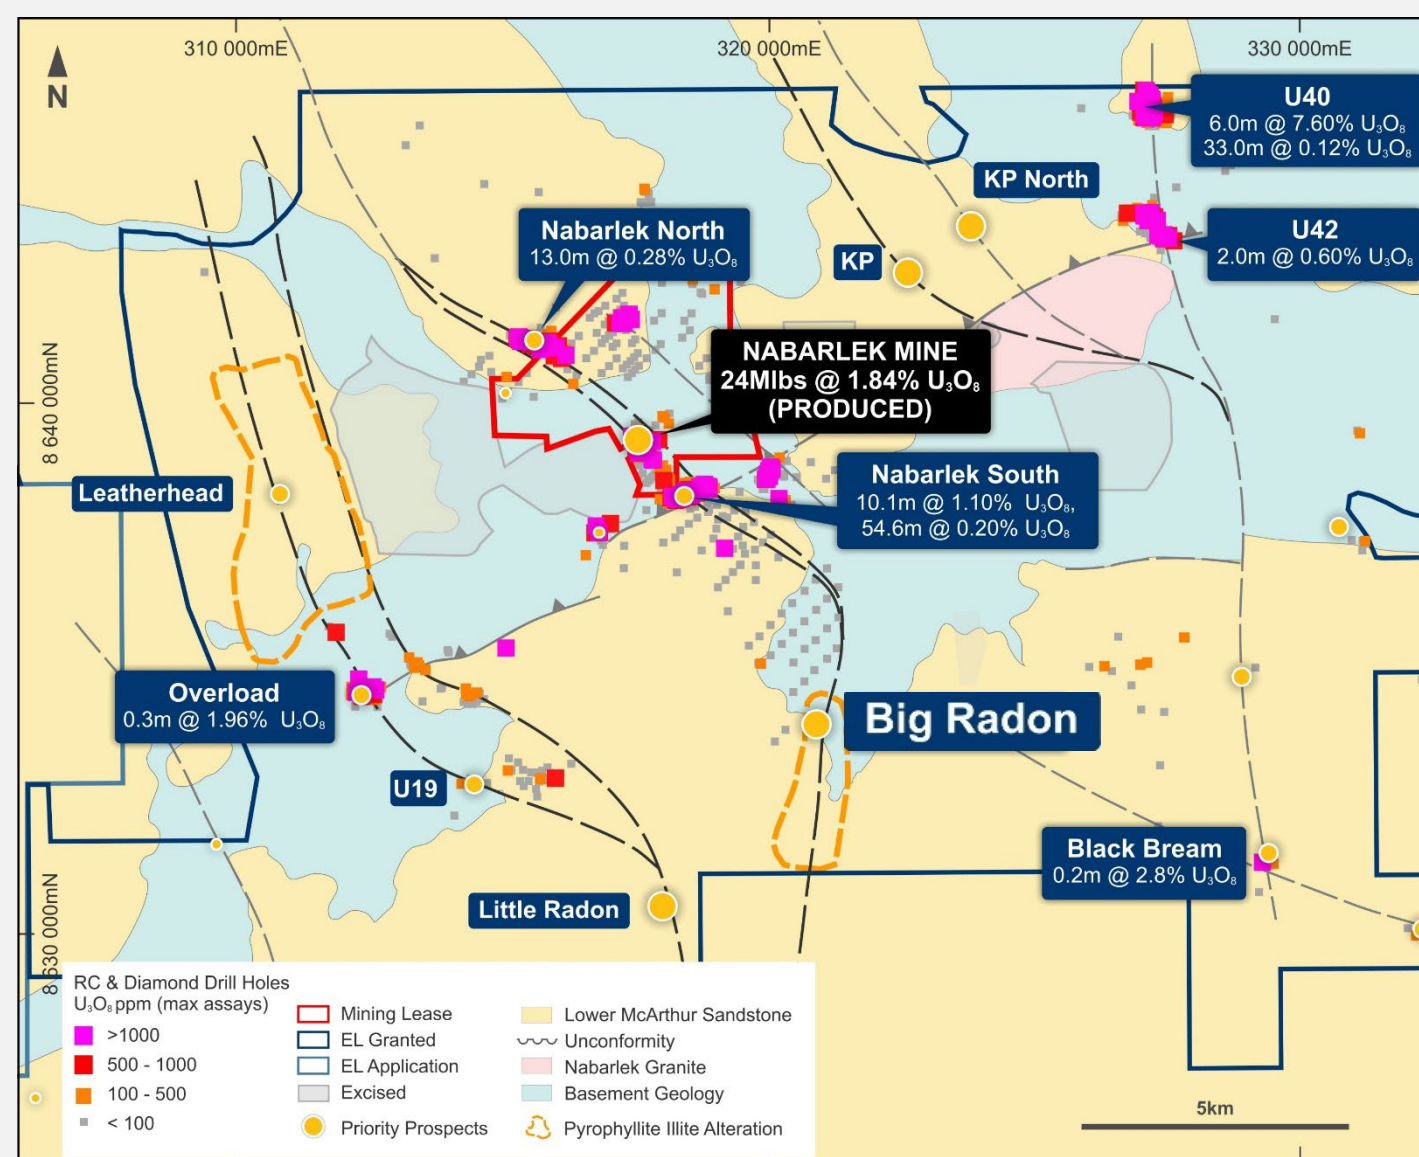 310 000mE
320 000mE
330 000mE
N
U40
6.0m @ 7.60% U₃O₈
33.0m @ 0.12% U₃O₈
KP North
Nabarlek North
13.0m @ 0.28% U₃O₈
U42
2.0m @ 0.60% U₃O₈
KP
NABARLEK MINE
24Mlbs @ 1.84% U₃O₈
(PRODUCED)
8 640 000mN
Nabarlek South
10.1m @ 1.10% U₃O₈,
54.6m @ 0.20% U₃O₈
Leatherhead
Overload
0.3m @ 1.96% U₃O₈
Big Radon
U19
Black Bream
0.2m @ 2.8% U₃O₈
Little Radon
8 630 000mN
RC & Diamond Drill Holes
U₃O₈ ppm (max assays)
>1000
500 - 1000
100 - 500
< 100
Mining Lease
EL Granted
EL Application
Excised
Priority Prospects
Lower McArthur Sandstone
Unconformity
Nabarlek Granite
Basement Geology
Pyrophyllite Illite Alteration
5km